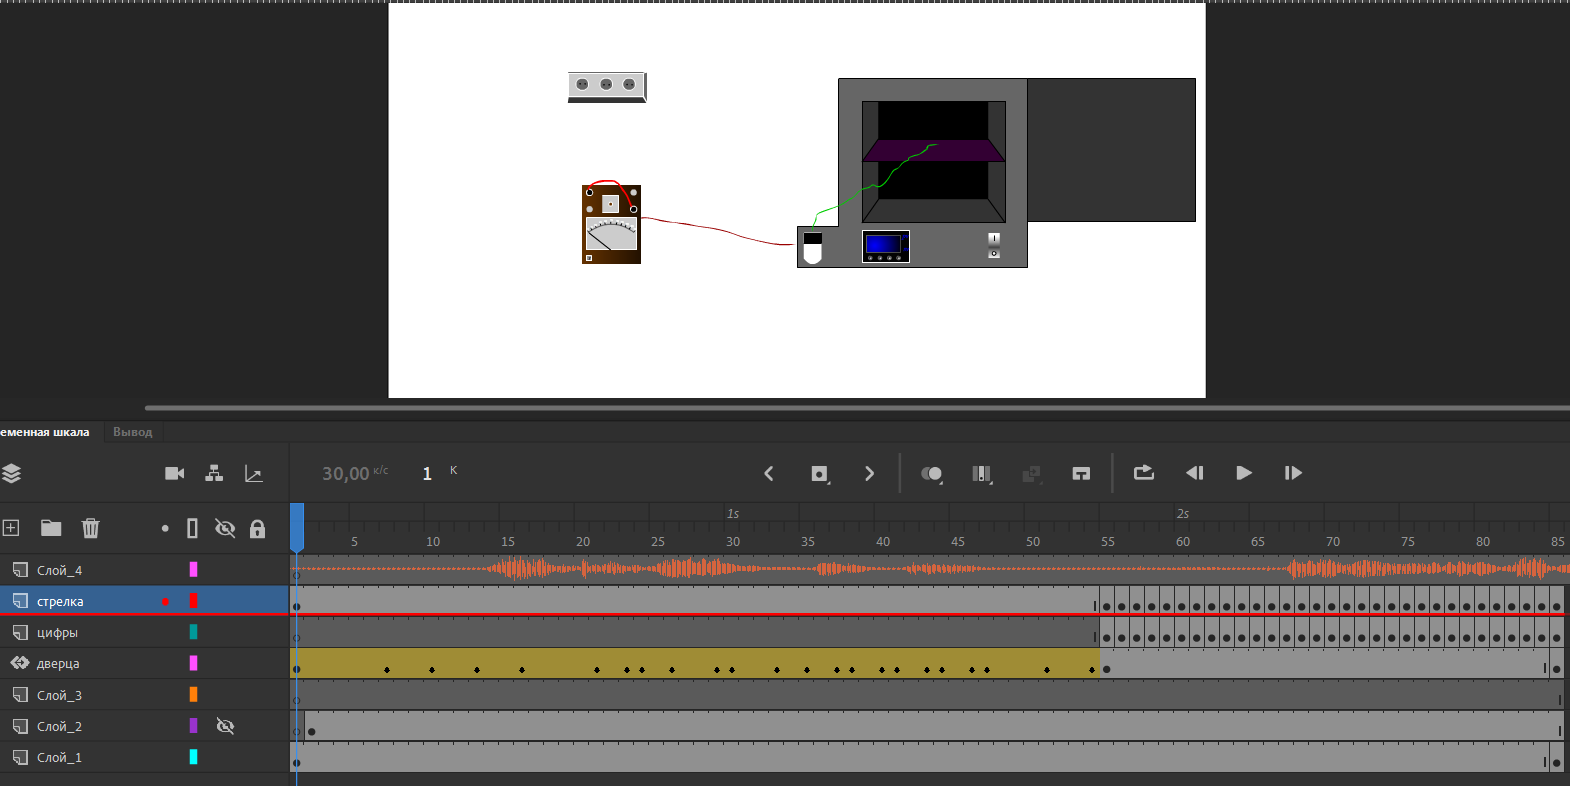 еменная шкала Вывод
30,00 к/с 1 К
1s 2s
5 10 15 20 25 30 35 40 45 50 55 60 65 70 75 80 85
Слой_4
стрелка
цифры
дверца
Слой_3
Слой_2
Слой_1